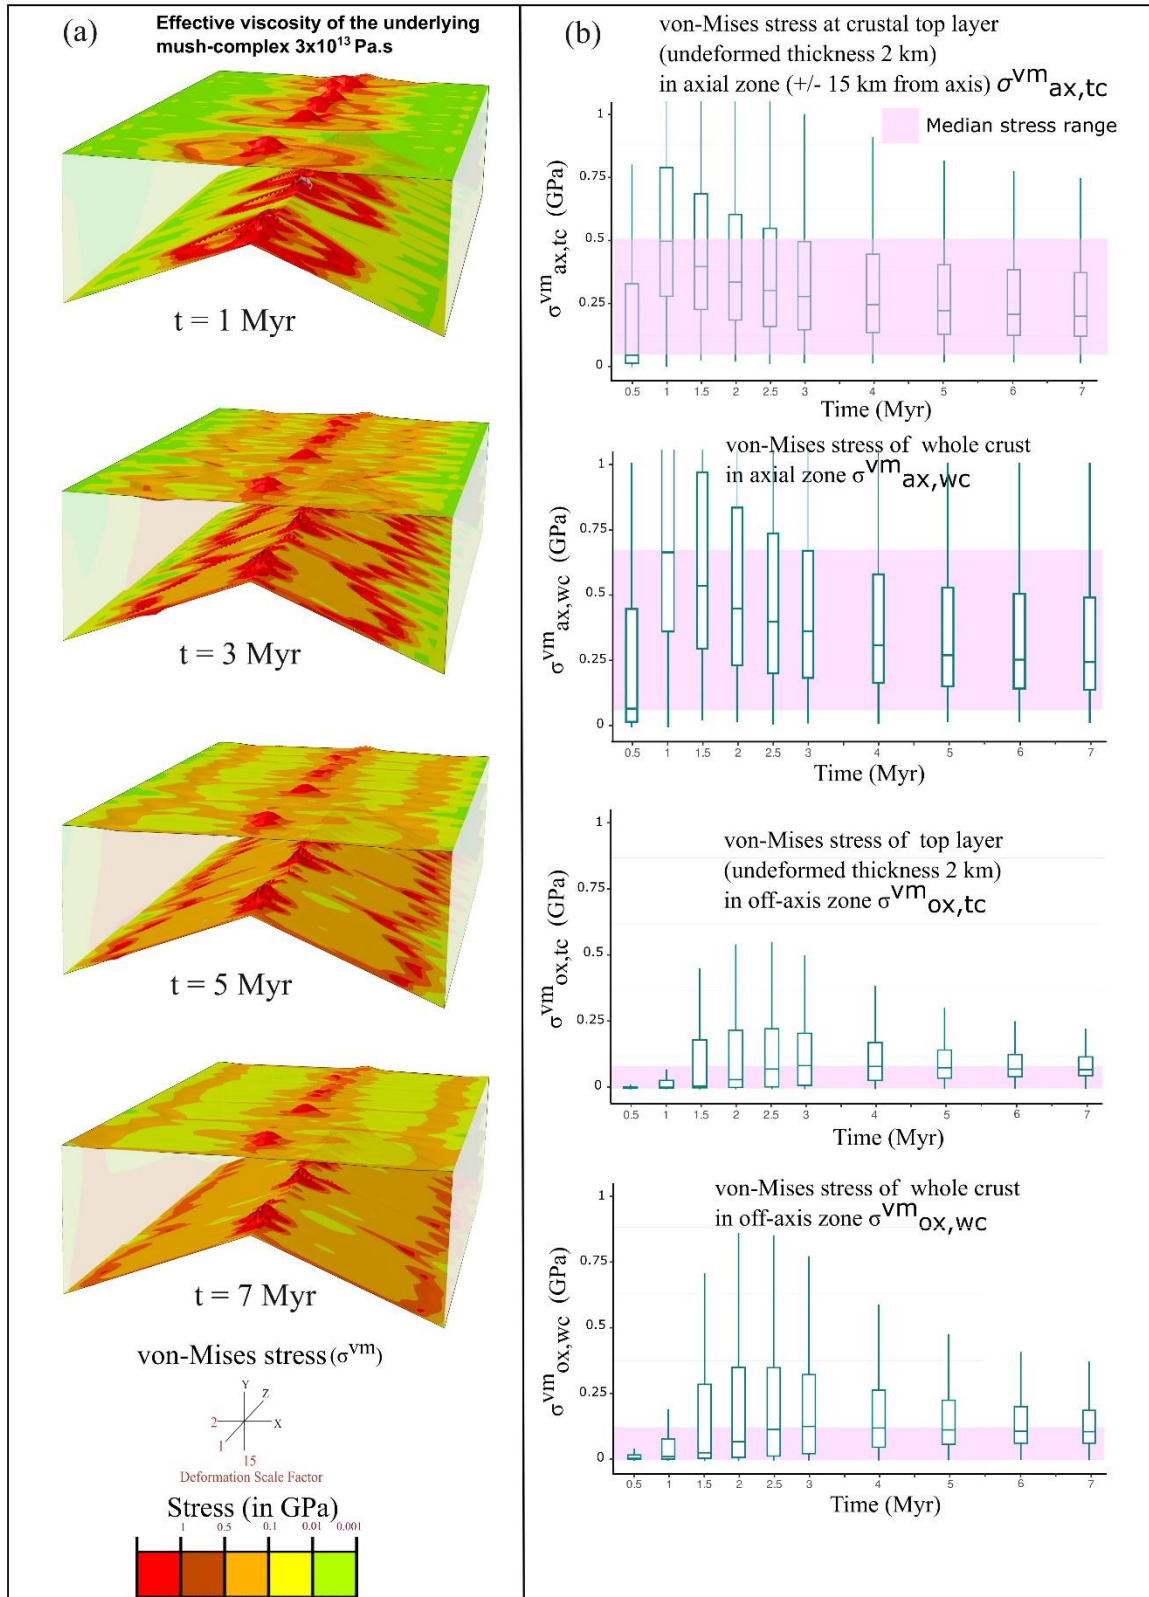 (a)
Effective viscosity of the underlying
mush-complex 3x10¹³ Pa.s
t = 1 Myr
t = 3 Myr
t = 5 Myr
t = 7 Myr
von-Mises stress (σ^vm)
Y
Z
2
X
1
15
Deformation Scale Factor
Stress (in GPa)
1 0.5 0.1 0.01 0.001
(b)
von-Mises stress at crustal top layer
(undeformed thickness 2 km)
in axial zone (+/- 15 km from axis) σ^vm_ax,tc
Median stress range
σ^vm_ax,tc (GPa)
1
0.75
0.5
0.25
0
0.5 1 1.5 2 2.5 3 4 5 6 7
Time (Myr)
von-Mises stress of whole crust
in axial zone σ^vm_ax,wc
σ^vm_ax,wc (GPa)
1
0.75
0.5
0.25
0
0.5 1 1.5 2 2.5 3 4 5 6 7
Time (Myr)
von-Mises stress of top layer
(undeformed thickness 2 km)
in off-axis zone σ^vm_ox,tc
σ^vm_ox,tc (GPa)
1
0.75
0.5
0.25
0
0.5 1 1.5 2 2.5 3 4 5 6 7
Time (Myr)
von-Mises stress of whole crust
in off-axis zone σ^vm_ox,wc
σ^vm_ox,wc (GPa)
1
0.75
0.5
0.25
0
0.5 1 1.5 2 2.5 3 4 5 6 7
Time (Myr)